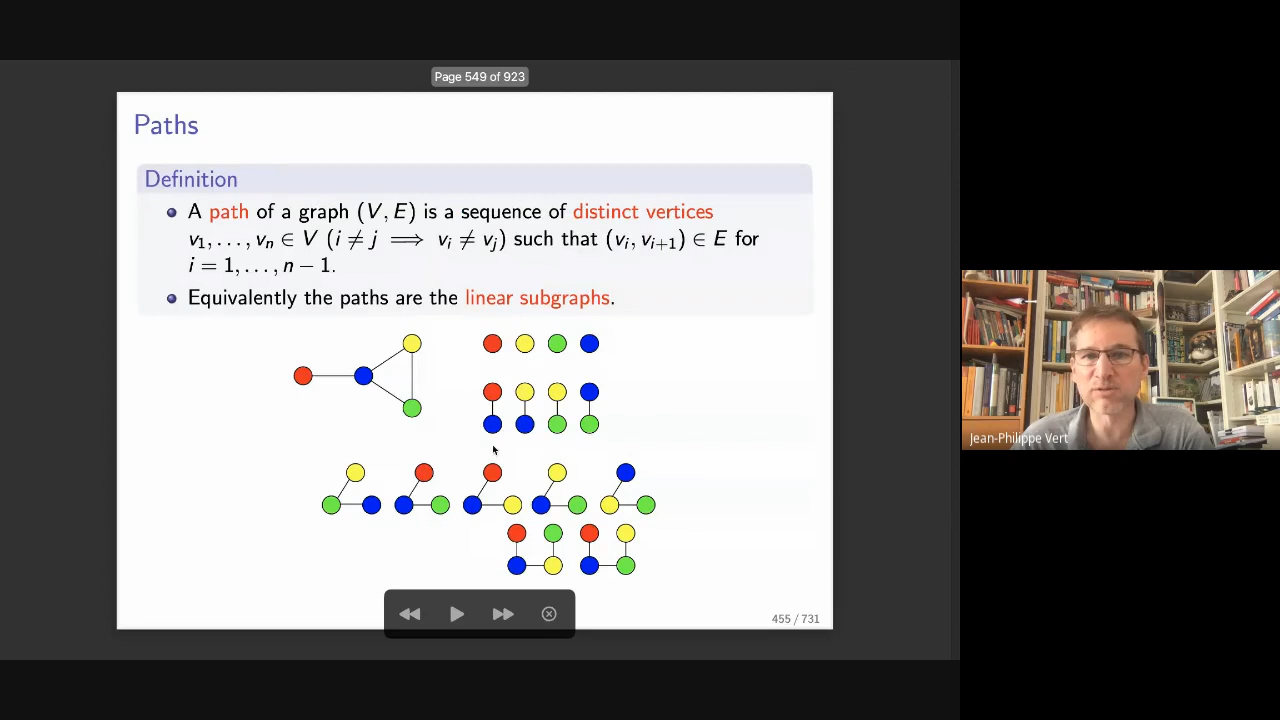 Page 549 of 923
Paths
Definition
A path of a graph (V, E) is a sequence of distinct vertices
v₁, . . . , vₙ ∈ V (i ≠ j ⟹ vᵢ ≠ vⱼ) such that (vᵢ, vᵢ₊₁) ∈ E for
i = 1, . . . , n − 1.
Equivalently the paths are the linear subgraphs.
455 / 731
Jean-Philippe Vert